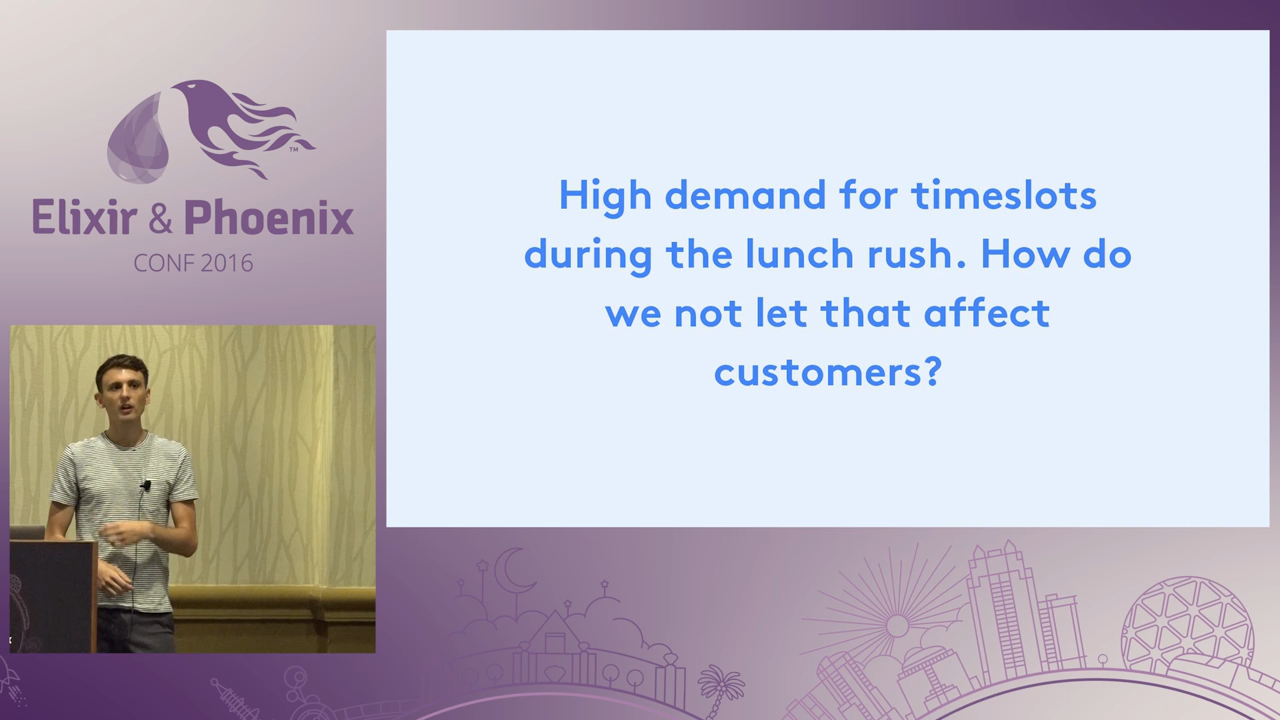 TM
Elixir & Phoenix
CONF 2016
High demand for timeslots
during the lunch rush. How do
we not let that affect
customers?